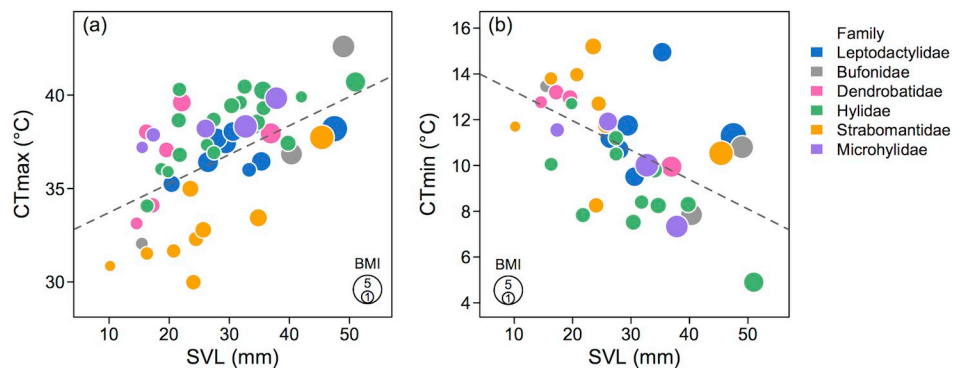 (a)
CTmax (°C)
40
35
30
10 20 30 40 50
SVL (mm)
BMI
5
1
(b)
CTmin (°C)
16
14
12
10
8
6
4
10 20 30 40 50
SVL (mm)
BMI
5
1
Family
Leptodactylidae
Bufonidae
Dendrobatidae
Hylidae
Strabomantidae
Microhylidae